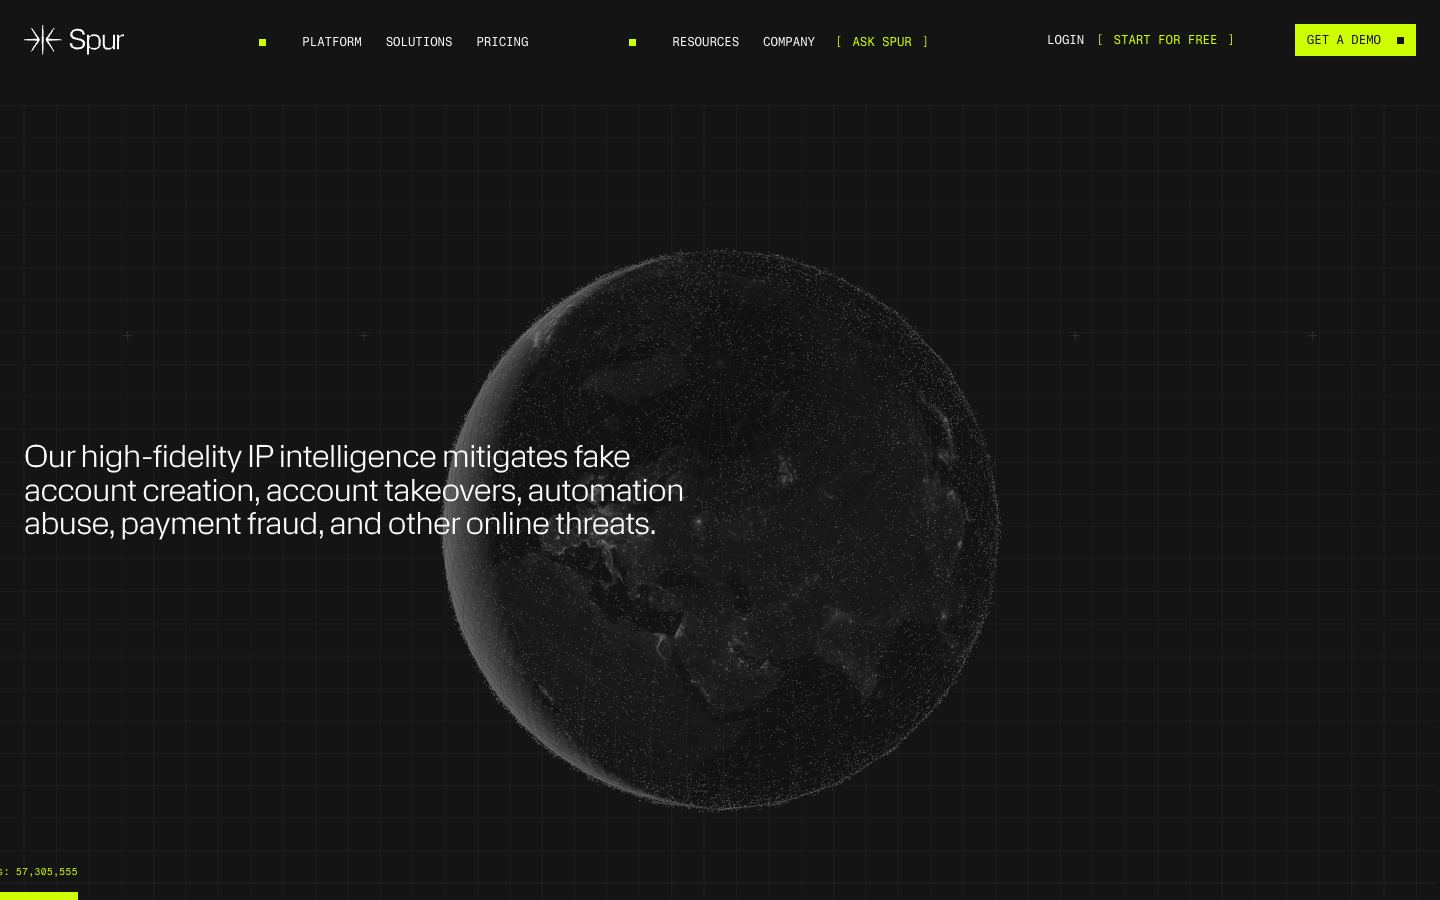 Spur
PLATFORM SOLUTIONS PRICING RESOURCES COMPANY [ ASK SPUR ] LOGIN [ START FOR FREE ] GET A DEMO
Our high-fidelity IP intelligence mitigates fake
account creation, account takeovers, automation
abuse, payment fraud, and other online threats.
s: 57,305,555